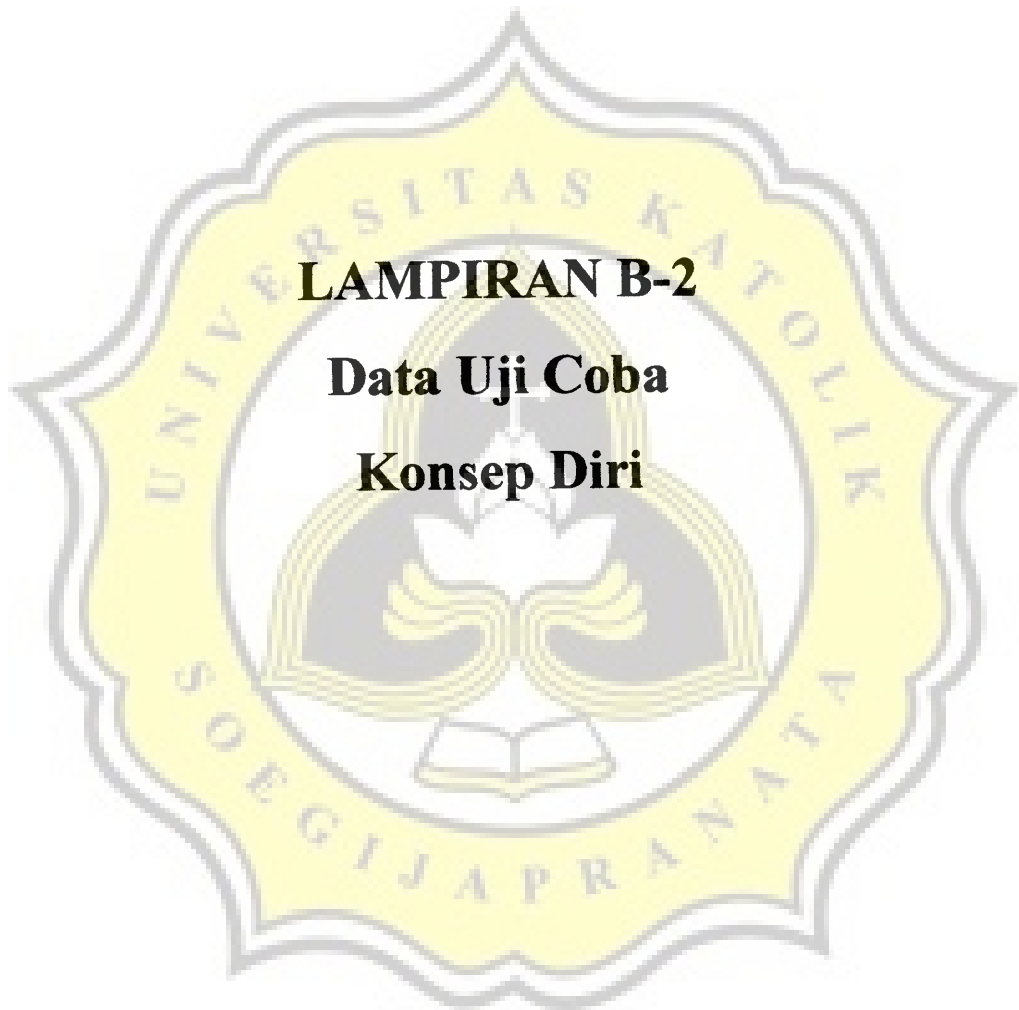 UNIVERSITAS KATOLIK
LAMPIRAN B-2
Data Uji Coba
Konsep Diri
SOEGIJAPRANATA